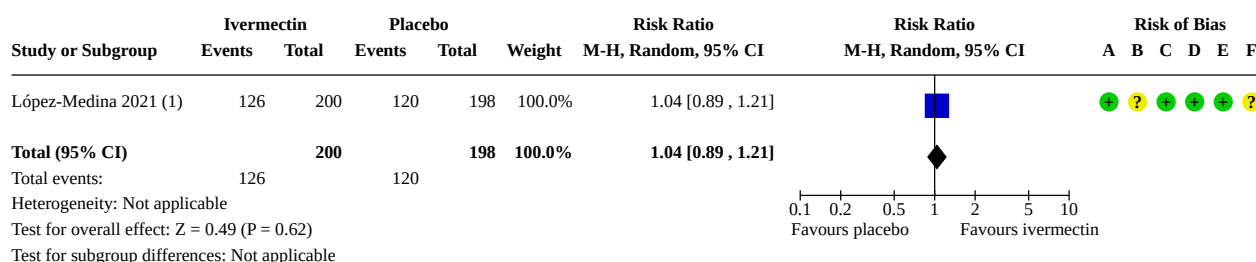 Ivermectin Placebo Risk Ratio Risk Ratio Risk of Bias
Study or Subgroup Events Total Events Total Weight M-H, Random, 95% CI M-H, Random, 95% CI A B C D E F
López-Medina 2021 (1) 126 200 120 198 100.0% 1.04 [0.89 , 1.21] + ? + + + ?
Total (95% CI) 200 198 100.0% 1.04 [0.89 , 1.21]
Total events: 126 120
Heterogeneity: Not applicable 0.1 0.2 0.5 1 2 5 10
Test for overall effect: Z = 0.49 (P = 0.62) Favours placebo Favours ivermectin
Test for subgroup differences: Not applicable